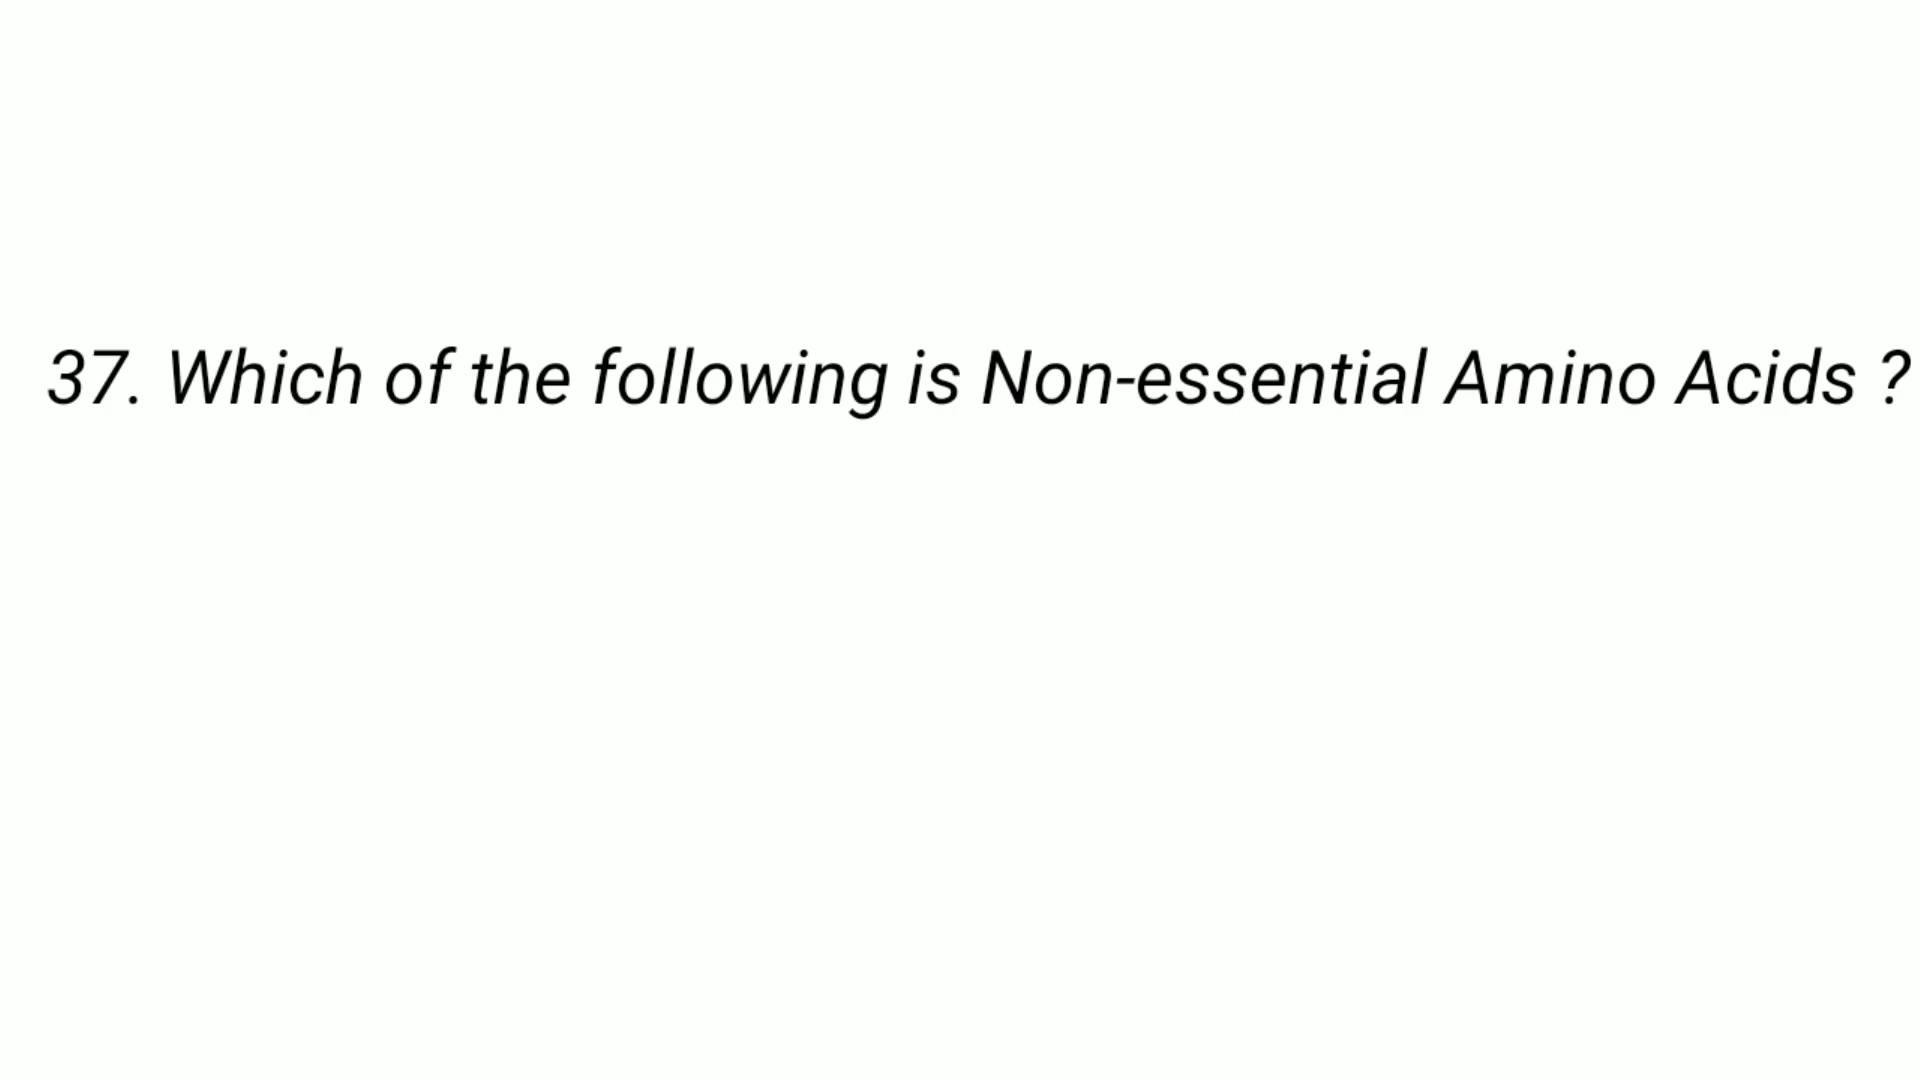 37. Which of the following is Non-essential Amino Acids ?